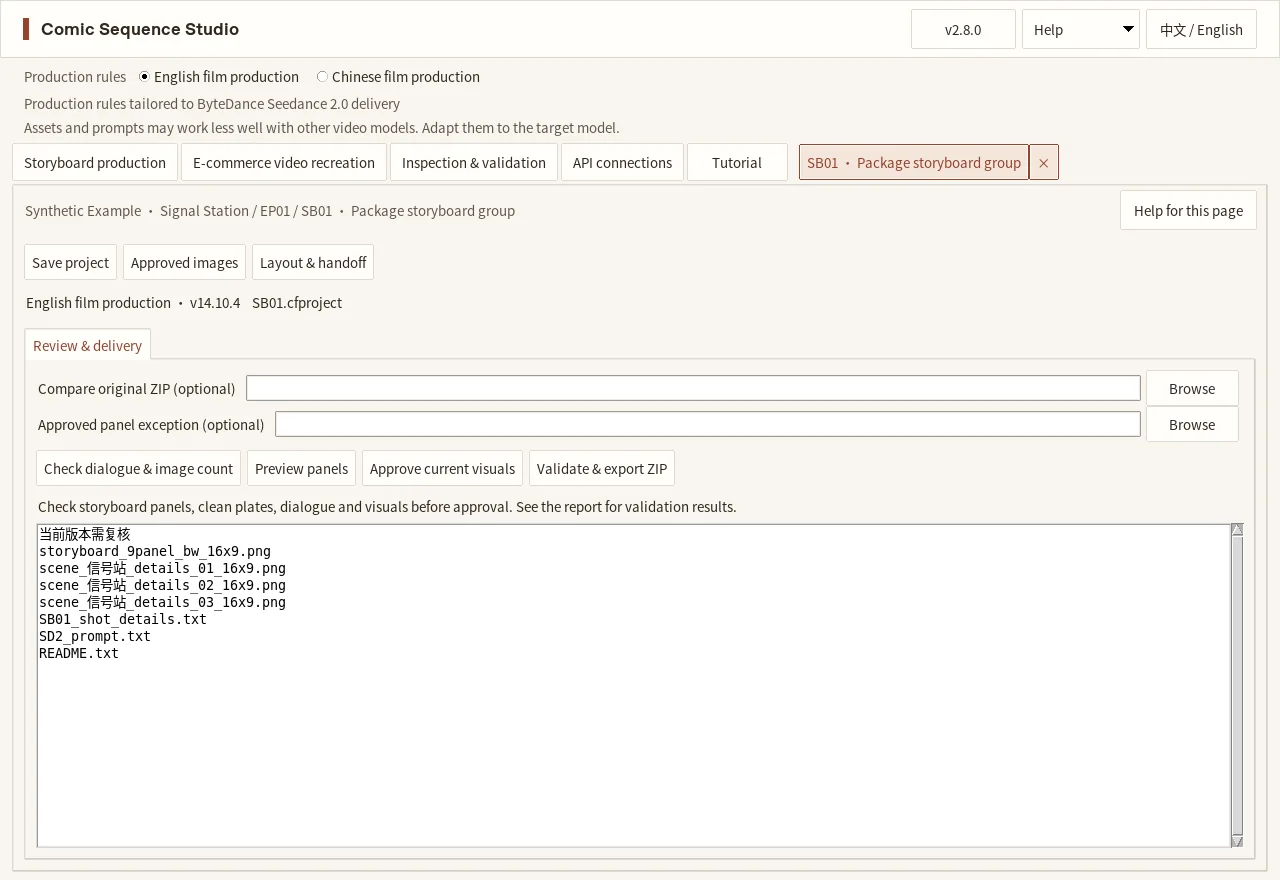 Comic Sequence Studio
v2.8.0
Help
中文 / English
Production rules
English film production
Chinese film production
Production rules tailored to ByteDance Seedance 2.0 delivery
Assets and prompts may work less well with other video models. Adapt them to the target model.
Storyboard production
E-commerce video recreation
Inspection & validation
API connections
Tutorial
SB01 · Package storyboard group
×
Synthetic Example · Signal Station / EP01 / SB01 · Package storyboard group
Help for this page
Save project
Approved images
Layout & handoff
English film production · v14.10.4 SB01.cfproject
Review & delivery
Compare original ZIP (optional)
Browse
Approved panel exception (optional)
Browse
Check dialogue & image count
Preview panels
Approve current visuals
Validate & export ZIP
Check storyboard panels, clean plates, dialogue and visuals before approval. See the report for validation results.
当前版本需复核
storyboard_9panel_bw_16x9.png
scene_信号站_details_01_16x9.png
scene_信号站_details_02_16x9.png
scene_信号站_details_03_16x9.png
SB01_shot_details.txt
SD2_prompt.txt
README.txt